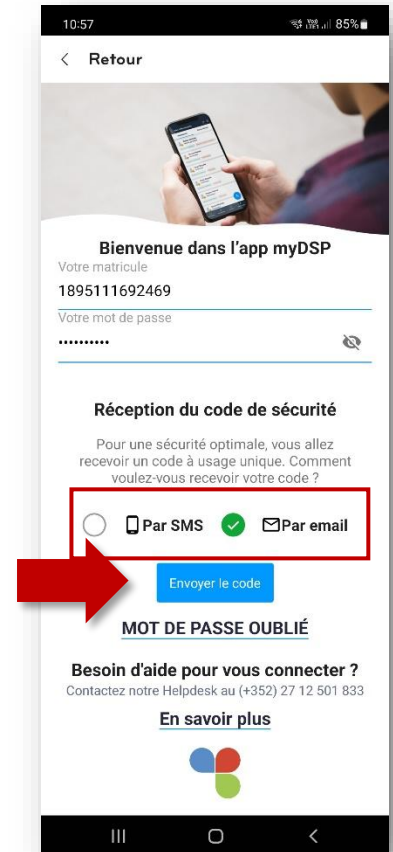 10:57
Vo)) LTE1 85%
Retour
Bienvenue dans l'app myDSP
Votre matricule
1895111692469
Votre mot de passe
••••••••••
Réception du code de sécurité
Pour une sécurité optimale, vous allez
recevoir un code à usage unique. Comment
voulez-vous recevoir votre code ?
Par SMS Par email
Envoyer le code
MOT DE PASSE OUBLIÉ
Besoin d'aide pour vous connecter ?
Contactez notre Helpdesk au (+352) 27 12 501 833
En savoir plus